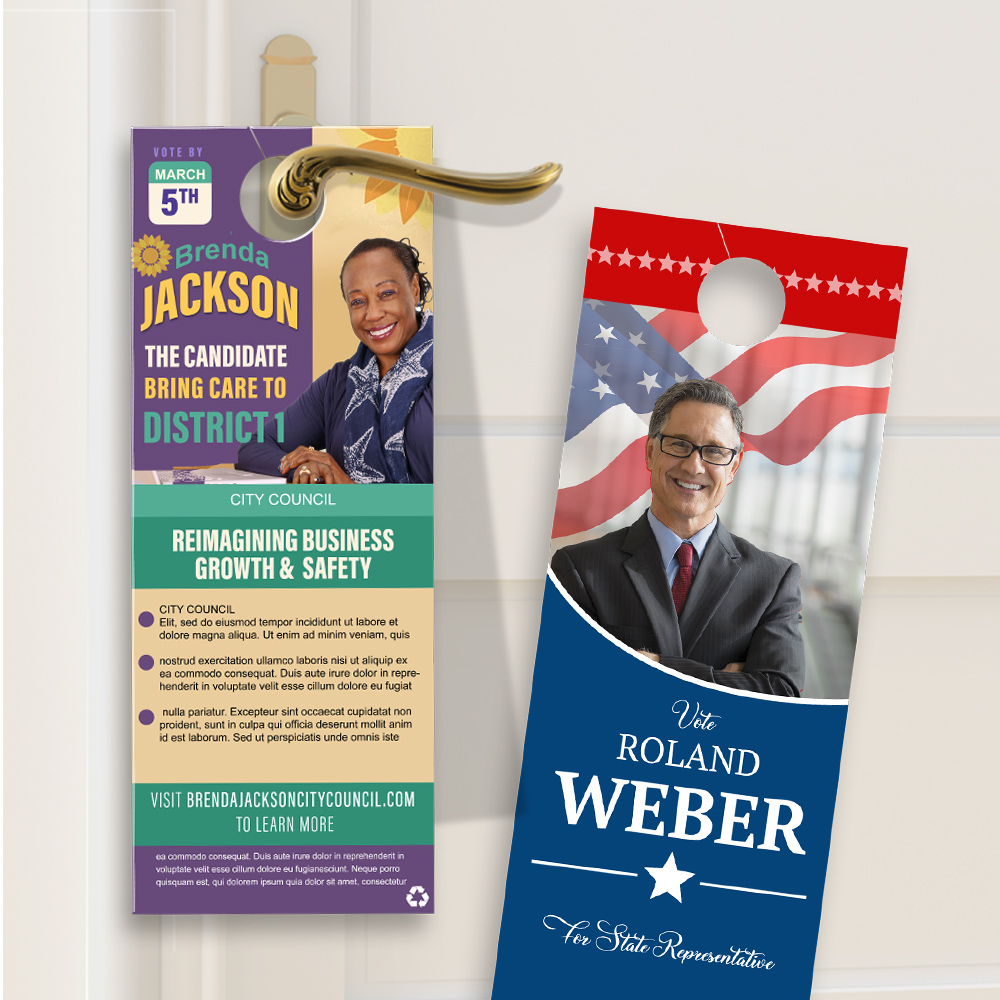 VOTE BY
MARCH
5TH
Brenda
JACKSON
THE CANDIDATE
BRING CARE TO
DISTRICT 1
CITY COUNCIL
REIMAGINING BUSINESS
GROWTH & SAFETY
CITY COUNCIL
Elit, sed do eiusmod tempor incididunt ut labore et
dolore magna aliqua. Ut enim ad minim veniam, quis
nostrud exercitation ullamco laboris nisi ut aliquip ex
ea commodo consequat. Duis aute irure dolor in repre-
henderit in voluptate velit esse cillum dolore eu fugiat
nulla pariatur. Excepteur sint occaecat cupidatat non
proident, sunt in culpa qui officia deserunt mollit anim
id est laborum. Sed ut perspiciatis unde omnis iste
VISIT BRENDAJACKSONCITYCOUNCIL.COM
TO LEARN MORE
ea commodo consequat. Duis aute irure dolor in reprehenderit in
voluptate velit esse cillum dolore eu fugianesciunt. Neque porro
quisquam est, qui dolorem ipsum quia dolor sit amet, consectetur
Vote
ROLAND
WEBER
For State Representative